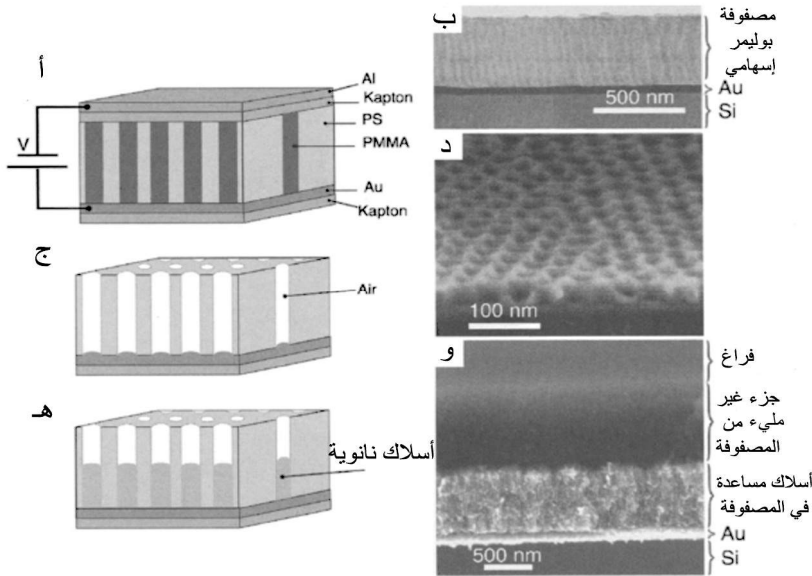 أ
V
Al
Kapton
PS
PMMA
Au
Kapton
ب
500 nm
مصفوفة
بوليمر
إسهامي
Au
Si
ج
Air
د
100 nm
هـ
أسلاك نانوية
و
500 nm
فراغ
جزء غير
مليء من
المصفوفة
أسلاك مساعدة
في المصفوفة
Au
Si